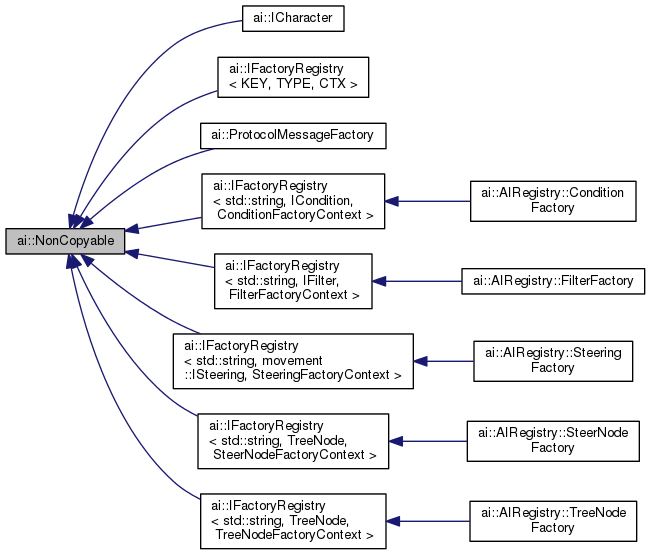 ai::ICharacter
ai::IFactoryRegistry
< KEY, TYPE, CTX >
ai::ProtocolMessageFactory
ai::IFactoryRegistry
< std::string, ICondition,
ConditionFactoryContext >
ai::AIRegistry::Condition
Factory
ai::NonCopyable
ai::IFactoryRegistry
< std::string, IFilter,
FilterFactoryContext >
ai::AIRegistry::FilterFactory
ai::IFactoryRegistry
< std::string, movement
::ISteering, SteeringFactoryContext >
ai::AIRegistry::Steering
Factory
ai::IFactoryRegistry
< std::string, TreeNode,
SteerNodeFactoryContext >
ai::AIRegistry::SteerNode
Factory
ai::IFactoryRegistry
< std::string, TreeNode,
TreeNodeFactoryContext >
ai::AIRegistry::TreeNode
Factory